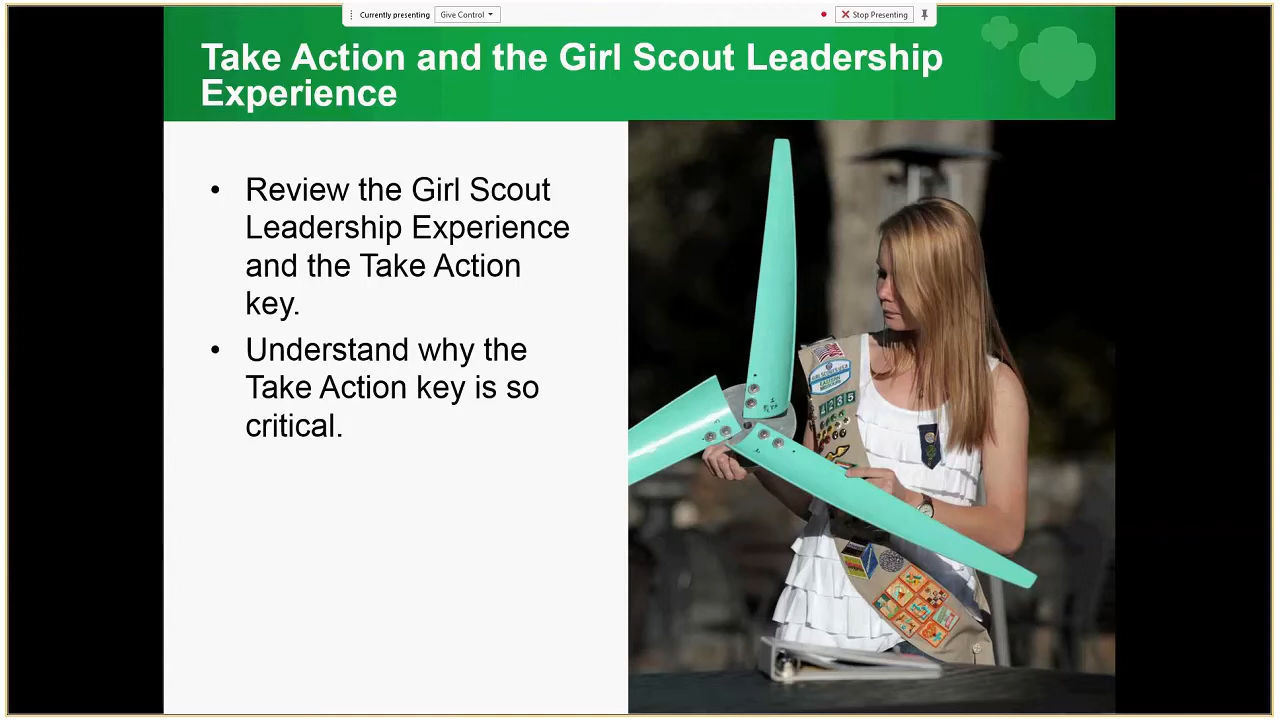 Currently presenting
Give Control
Stop Presenting
Take Action and the Girl Scout Leadership
Experience
• Review the Girl Scout
Leadership Experience
and the Take Action
key.
• Understand why the
Take Action key is so
critical.
4235